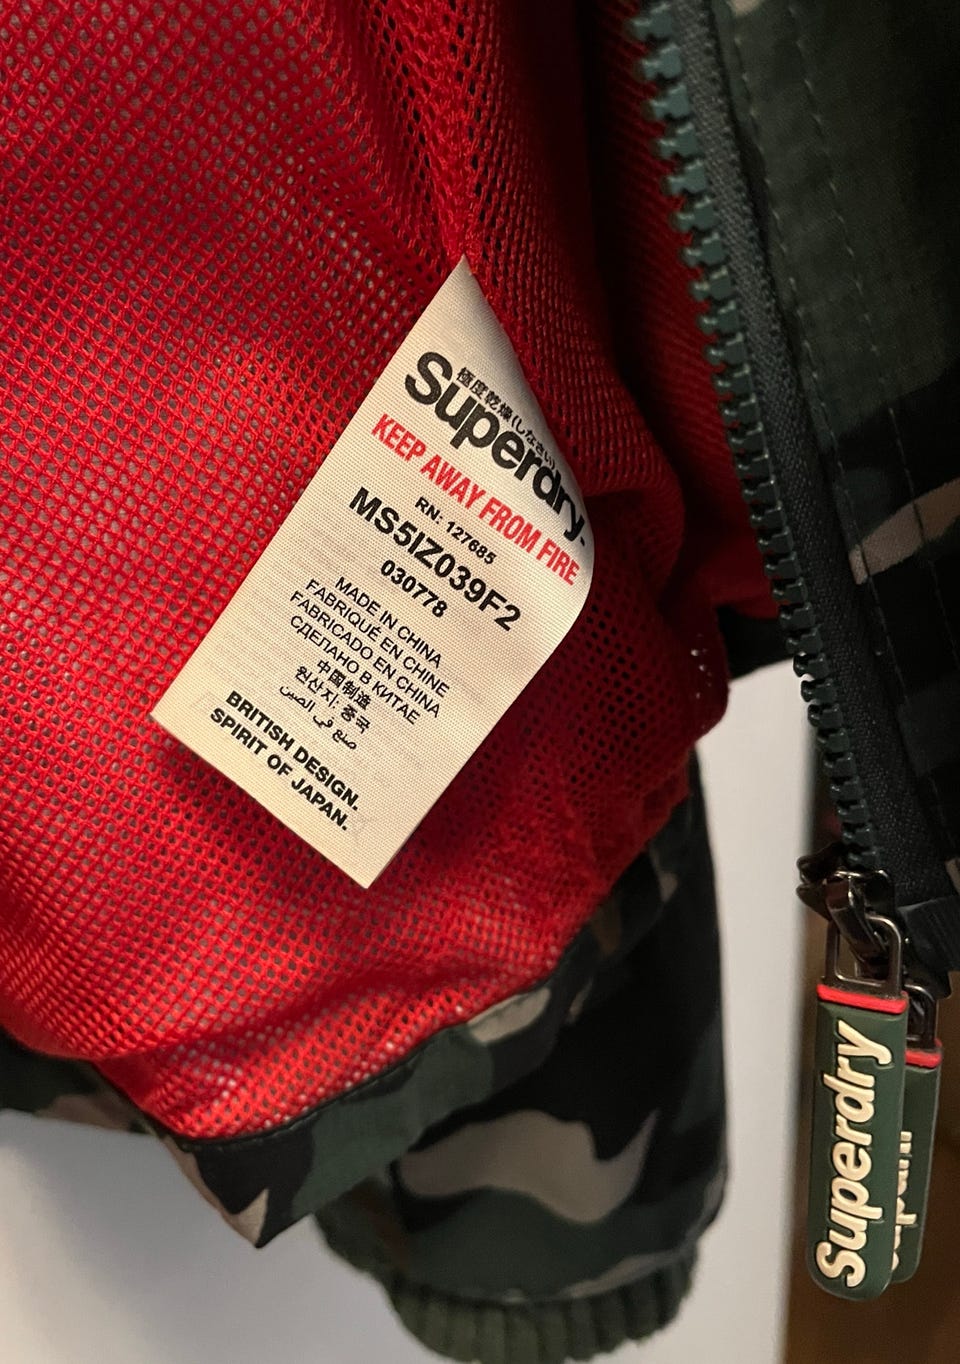 極度乾燥(しなさい)
Superdry.
KEEP AWAY FROM FIRE
RN: 127685
MS5IZ039F2
030778
MADE IN CHINA
FABRIQUÉ EN CHINE
FABRICADO EN CHINA
СДЕЛАНО В КИТАЕ
中国制造
원산지: 중국
صنع في الصين
BRITISH DESIGN.
SPIRIT OF JAPAN.
Superdry